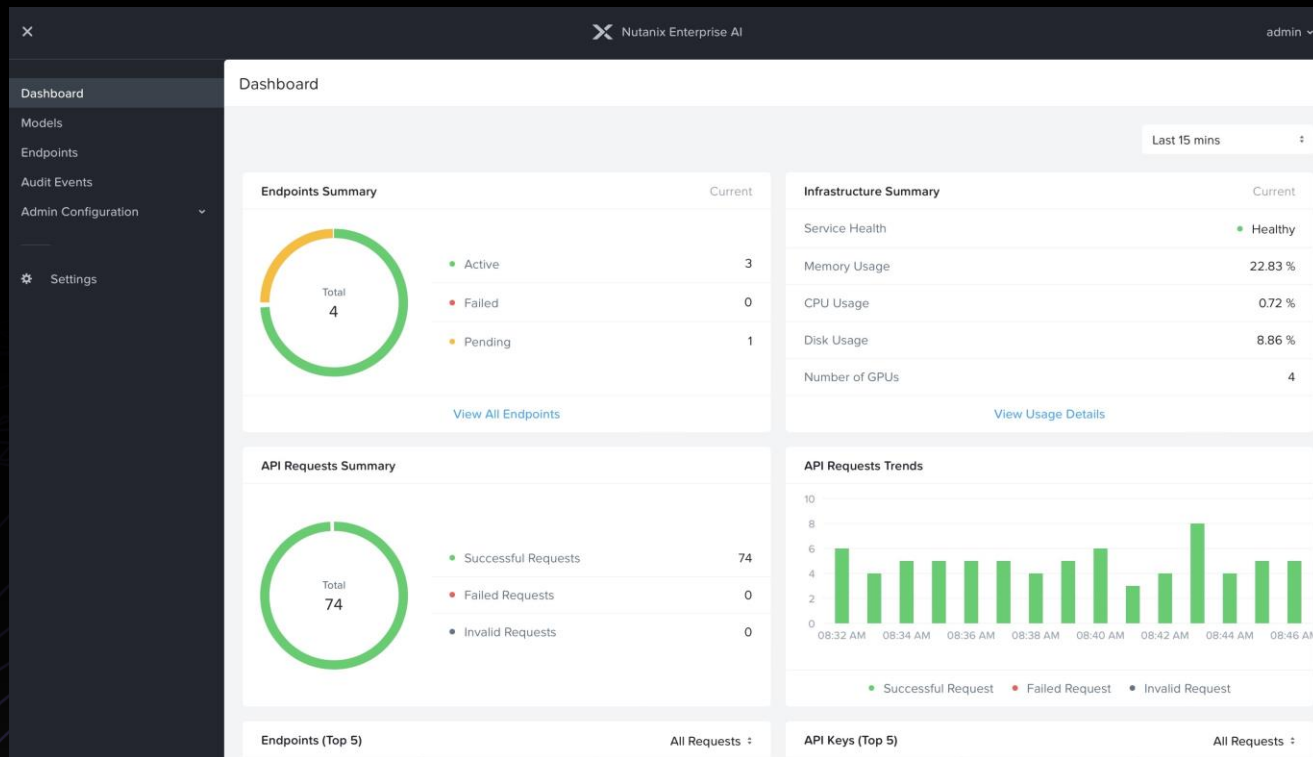 Nutanix Enterprise AI
admin
Dashboard
Models
Endpoints
Audit Events
Admin Configuration
Settings
Dashboard
Last 15 mins
Endpoints Summary
Current
Total
4
Active 3
Failed 0
Pending 1
View All Endpoints
Infrastructure Summary
Current
Service Health Healthy
Memory Usage 22.83 %
CPU Usage 0.72 %
Disk Usage 8.86 %
Number of GPUs 4
View Usage Details
API Requests Summary
Total
74
Successful Requests 74
Failed Requests 0
Invalid Requests 0
API Requests Trends
10
8
6
4
2
0
08:32 AM 08:34 AM 08:36 AM 08:38 AM 08:40 AM 08:42 AM 08:44 AM 08:46 AM
Successful Request Failed Request Invalid Request
Endpoints (Top 5)
All Requests
API Keys (Top 5)
All Requests